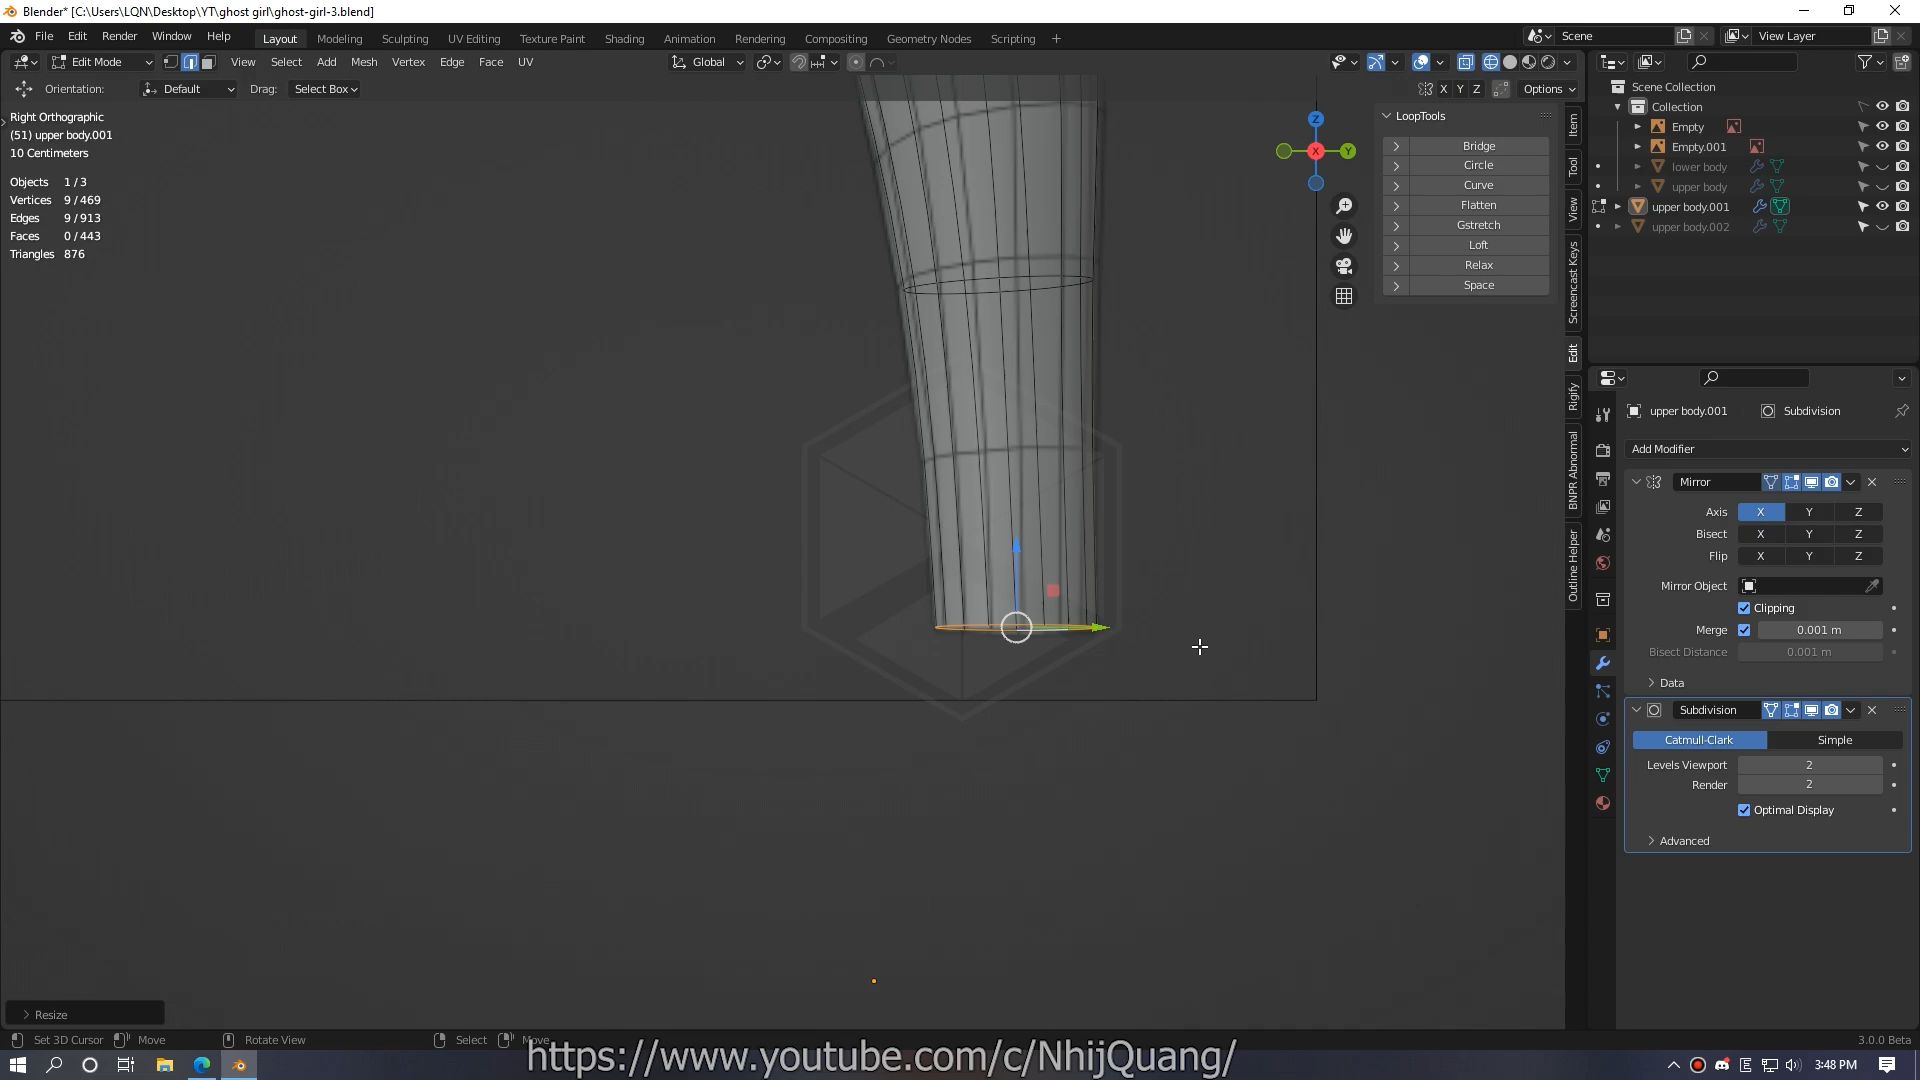 Blender* [C:\Users\LQN\Desktop\YT\ghost girl\ghost-girl-3.blend]
File Edit Render Window Help
Layout Modeling Sculpting UV Editing Texture Paint Shading Animation Rendering Compositing Geometry Nodes Scripting +
Scene View Layer
Edit Mode View Select Add Mesh Vertex Edge Face UV Global
Orientation: Default Drag: Select Box
X Y Z Options
Right Orthographic
(51) upper body.001
10 Centimeters
Objects 1 / 3
Vertices 9 / 469
Edges 9 / 913
Faces 0 / 443
Triangles 876
Z
X Y
LoopTools
Bridge
Circle
Curve
Flatten
Gstretch
Loft
Relax
Space
Item
Tool
View
Screencast Keys
Edit
Rigify
BNPR Abnormal
Outline Helper
Scene Collection
Collection
Empty
Empty.001
lower body
upper body
upper body.001
upper body.002
upper body.001 Subdivision
Add Modifier
Mirror
Axis X Y Z
Bisect X Y Z
Flip X Y Z
Mirror Object
Clipping
Merge 0.001 m
Bisect Distance 0.001 m
Data
Subdivision
Catmull-Clark Simple
Levels Viewport 2
Render 2
Optimal Display
Advanced
Resize
Set 3D Cursor Move Rotate View Select Move
3.0.0 Beta
https://www.youtube.com/c/NhijQuang/
3:48 PM